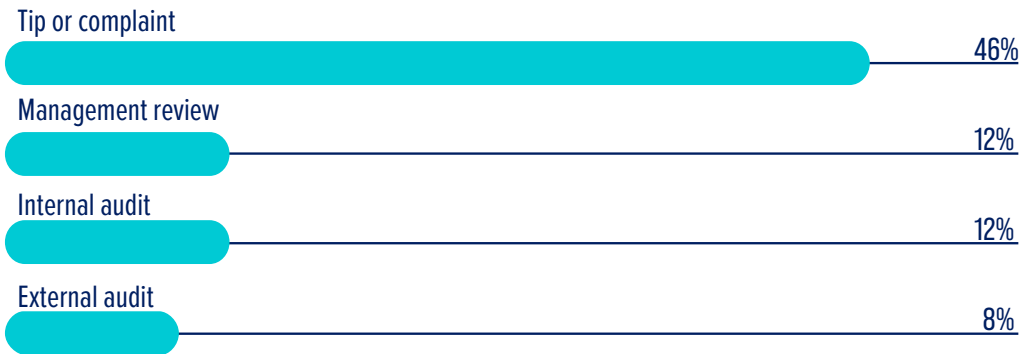 Tip or complaint
46%
Management review
12%
Internal audit
12%
External audit
8%